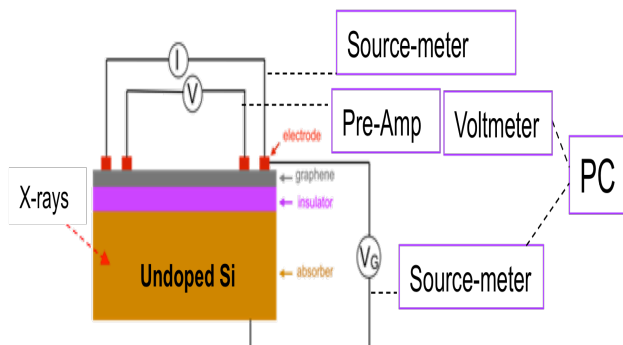 Source-meter
I
V
Pre-Amp
Voltmeter
electrode
PC
graphene
X-rays
insulator
VG
Undoped Si
absorber
Source-meter